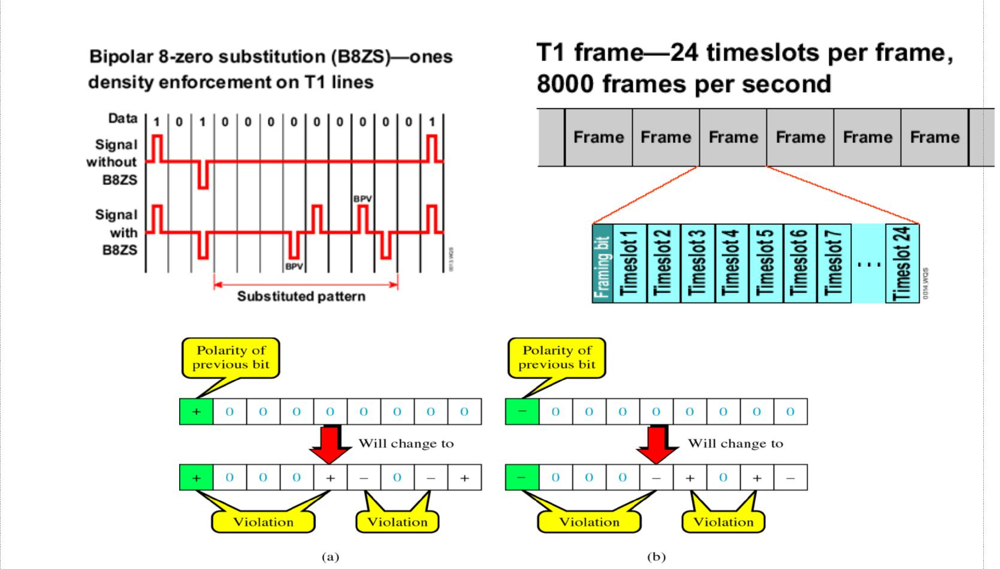 Bipolar 8-zero substitution (B8ZS)—ones
density enforcement on T1 lines
Data 1 0 1 0 0 0 0 0 0 0 0 0 1
Signal
without
B8ZS
BPV
Signal
with
B8ZS
BPV
0013.WQS
Substituted pattern
T1 frame—24 timeslots per frame,
8000 frames per second
Frame Frame Frame Frame Frame Frame
Framing bit
Timeslot 1
Timeslot 2
Timeslot 3
Timeslot 4
Timeslot 5
Timeslot 6
Timeslot 7
...
Timeslot 24
0014.WQS
Polarity of
previous bit
+ 0 0 0 0 0 0 0 0
Will change to
+ 0 0 0 + − 0 − +
Violation Violation
(a)
Polarity of
previous bit
− 0 0 0 0 0 0 0 0
Will change to
− 0 0 0 − + 0 + −
Violation Violation
(b)